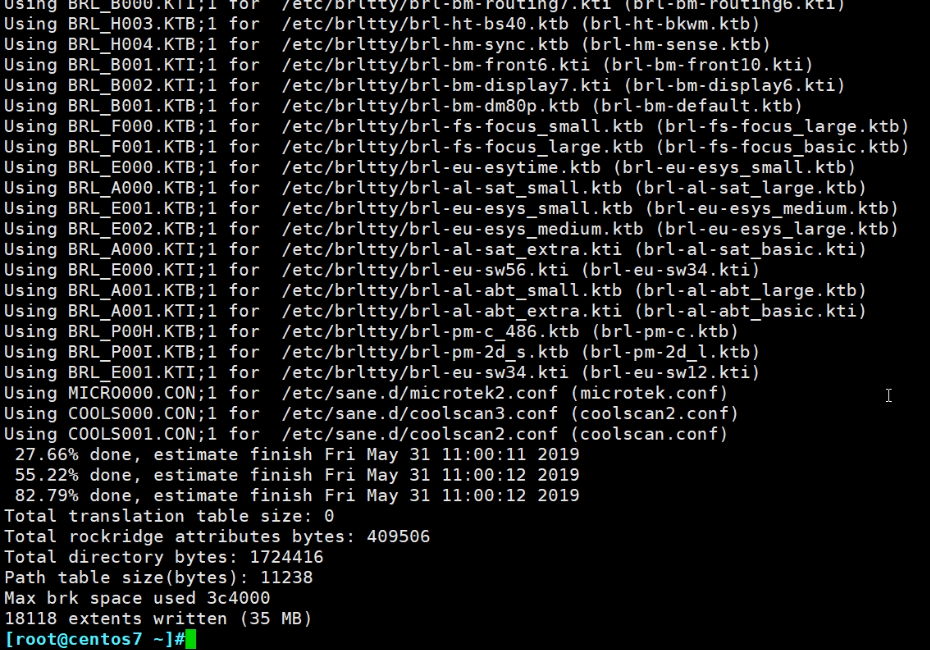 Using BRL_B000.KTI;1 for  /etc/brltty/brl-bm-routing7.kti (brl-bm-routing6.kti)
Using BRL_H003.KTB;1 for  /etc/brltty/brl-ht-bs40.ktb (brl-ht-bkwm.ktb)
Using BRL_H004.KTB;1 for  /etc/brltty/brl-hm-sync.ktb (brl-hm-sense.ktb)
Using BRL_B001.KTI;1 for  /etc/brltty/brl-bm-front6.kti (brl-bm-front10.kti)
Using BRL_B002.KTI;1 for  /etc/brltty/brl-bm-display7.kti (brl-bm-display6.kti)
Using BRL_B001.KTB;1 for  /etc/brltty/brl-bm-dm80p.ktb (brl-bm-default.ktb)
Using BRL_F000.KTB;1 for  /etc/brltty/brl-fs-focus_small.ktb (brl-fs-focus_large.ktb)
Using BRL_F001.KTB;1 for  /etc/brltty/brl-fs-focus_large.ktb (brl-fs-focus_basic.ktb)
Using BRL_E000.KTB;1 for  /etc/brltty/brl-eu-esytime.ktb (brl-eu-esys_small.ktb)
Using BRL_A000.KTB;1 for  /etc/brltty/brl-al-sat_small.ktb (brl-al-sat_large.ktb)
Using BRL_E001.KTB;1 for  /etc/brltty/brl-eu-esys_small.ktb (brl-eu-esys_medium.ktb)
Using BRL_E002.KTB;1 for  /etc/brltty/brl-eu-esys_medium.ktb (brl-eu-esys_large.ktb)
Using BRL_A000.KTI;1 for  /etc/brltty/brl-al-sat_extra.kti (brl-al-sat_basic.kti)
Using BRL_E000.KTI;1 for  /etc/brltty/brl-eu-sw56.kti (brl-eu-sw34.kti)
Using BRL_A001.KTB;1 for  /etc/brltty/brl-al-abt_small.ktb (brl-al-abt_large.ktb)
Using BRL_A001.KTI;1 for  /etc/brltty/brl-al-abt_extra.kti (brl-al-abt_basic.kti)
Using BRL_P00H.KTB;1 for  /etc/brltty/brl-pm-c_486.ktb (brl-pm-c.ktb)
Using BRL_P00I.KTB;1 for  /etc/brltty/brl-pm-2d_s.ktb (brl-pm-2d_l.ktb)
Using BRL_E001.KTI;1 for  /etc/brltty/brl-eu-sw34.kti (brl-eu-sw12.kti)
Using MICRO000.CON;1 for  /etc/sane.d/microtek2.conf (microtek.conf)
Using COOLS000.CON;1 for  /etc/sane.d/coolscan3.conf (coolscan2.conf)
Using COOLS001.CON;1 for  /etc/sane.d/coolscan2.conf (coolscan.conf)
 27.66% done, estimate finish Fri May 31 11:00:11 2019
 55.22% done, estimate finish Fri May 31 11:00:12 2019
 82.79% done, estimate finish Fri May 31 11:00:12 2019
Total translation table size: 0
Total rockridge attributes bytes: 409506
Total directory bytes: 1724416
Path table size(bytes): 11238
Max brk space used 3c4000
18118 extents written (35 MB)
[root@centos7 ~]#